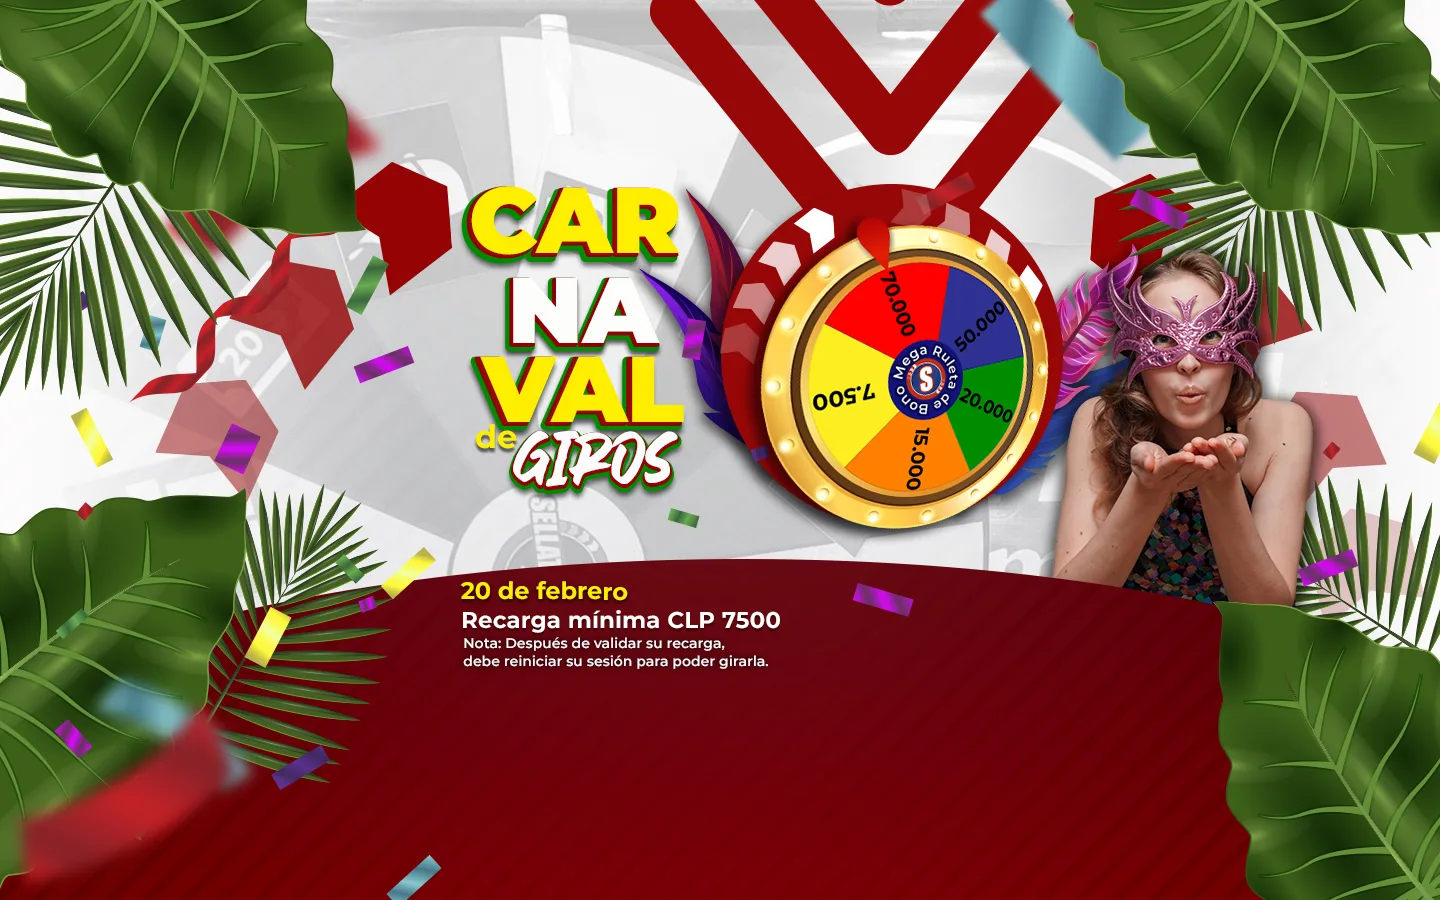 CAR
NA
VAL
de GIROS
70.000
50.000
20.000
15.000
7.500
Mega Ruleta de Bono
S
20
20 de febrero
Recarga mínima CLP 7500
Nota: Después de validar su recarga,
debe reiniciar su sesión para poder girarla.